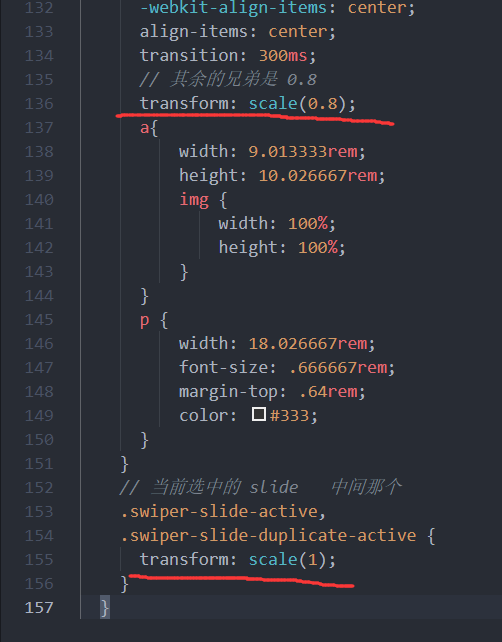 132 -webkit-align-items: center;
133 align-items: center;
134 transition: 300ms;
135 // 其余的兄弟是 0.8
136 transform: scale(0.8);
137 a{
138 width: 9.013333rem;
139 height: 10.026667rem;
140 img {
141 width: 100%;
142 height: 100%;
143 }
144 }
145 p {
146 width: 18.026667rem;
147 font-size: .666667rem;
148 margin-top: .64rem;
149 color: #333;
150 }
151 }
152 // 当前选中的 slide 中间那个
153 .swiper-slide-active,
154 .swiper-slide-duplicate-active {
155 transform: scale(1);
156 }
157 }